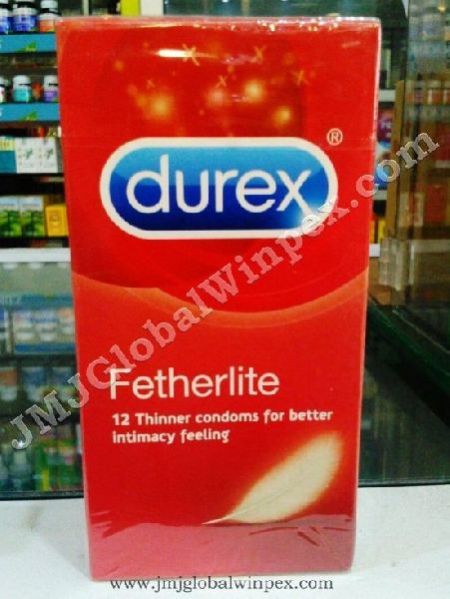 durex®
JMJGlobalWinpex.com
Fetherlite
12 Thinner condoms for better
intimacy feeling
www.jmjglobalwinpex.com